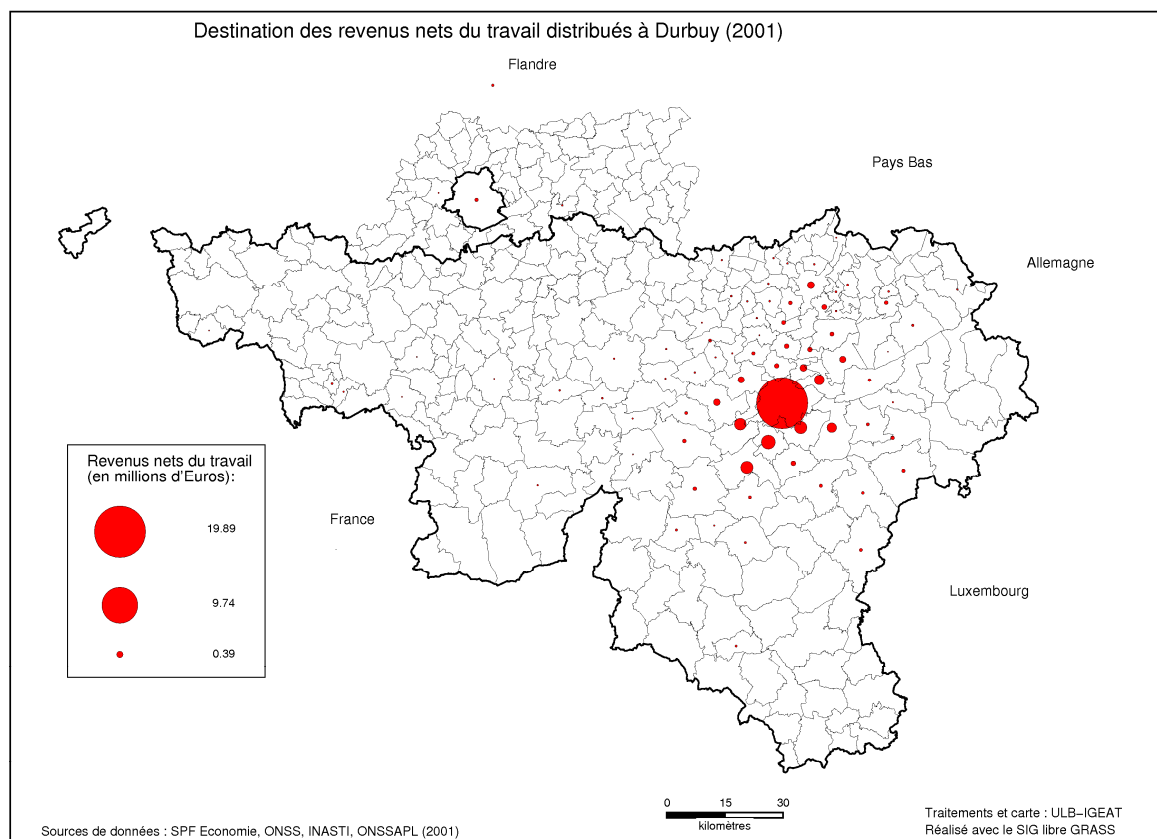 Destination des revenus nets du travail distribués à Durbuy (2001)
Flandre
Pays Bas
Allemagne
Revenus nets du travail
(en millions d'Euros):
19.89
9.74
0.39
France
Luxembourg
0 15 30
kilomètres
Sources de données : SPF Economie, ONSS, INASTI, ONSSAPL (2001)
Traitements et carte : ULB-IGEAT
Réalisé avec le SIG libre GRASS